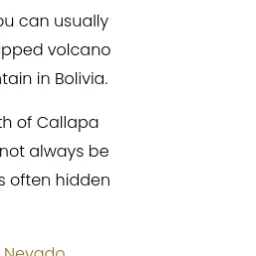 ou can usually
pped volcano
tain in Bolivia.
th of Callapa
not always be
s often hidden
Nevado